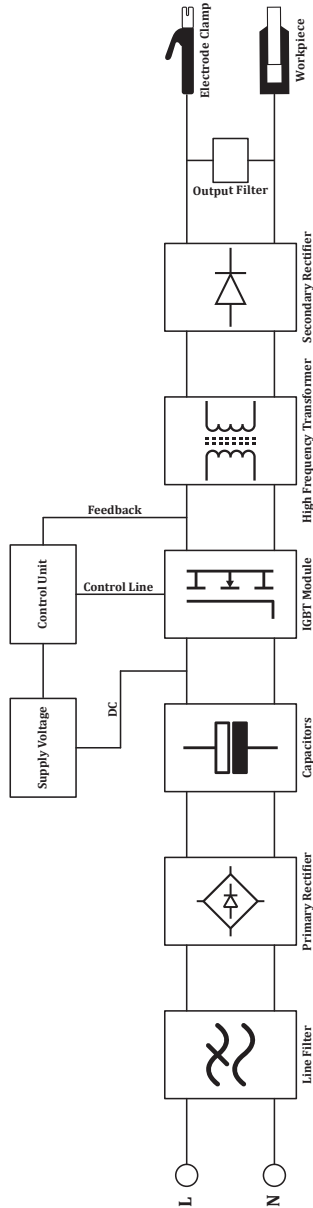 Supply Voltage
Control Unit
DC
Control Line
Feedback
L
N
Line Filter
Primary Rectifier
Capacitors
IGBT Module
High Frequency Transformer
Secondary Rectifier
Output Filter
Electrode Clamp
Workpiece